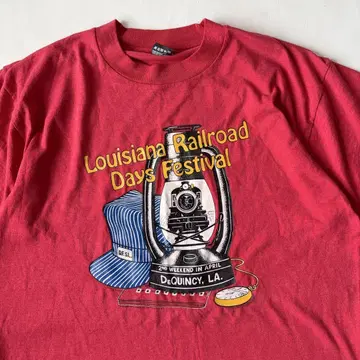 Louisiana Railroad
Days Festival
2ND WEEKEND IN APRIL
DeQUINCY, LA.